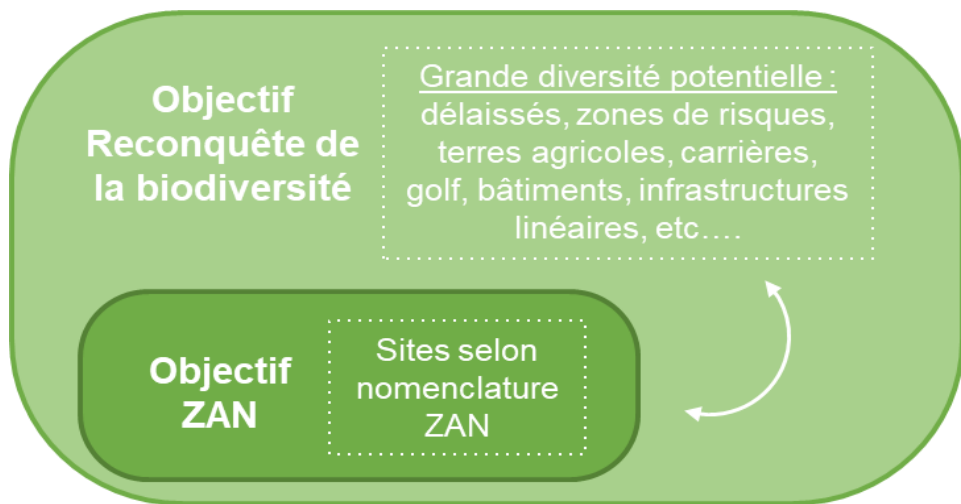 Objectif
Reconquête de
la biodiversité
Grande diversité potentielle :
délaissés, zones de risques,
terres agricoles, carrières,
golf, bâtiments, infrastructures
linéaires, etc….
Objectif
ZAN
Sites selon
nomenclature
ZAN